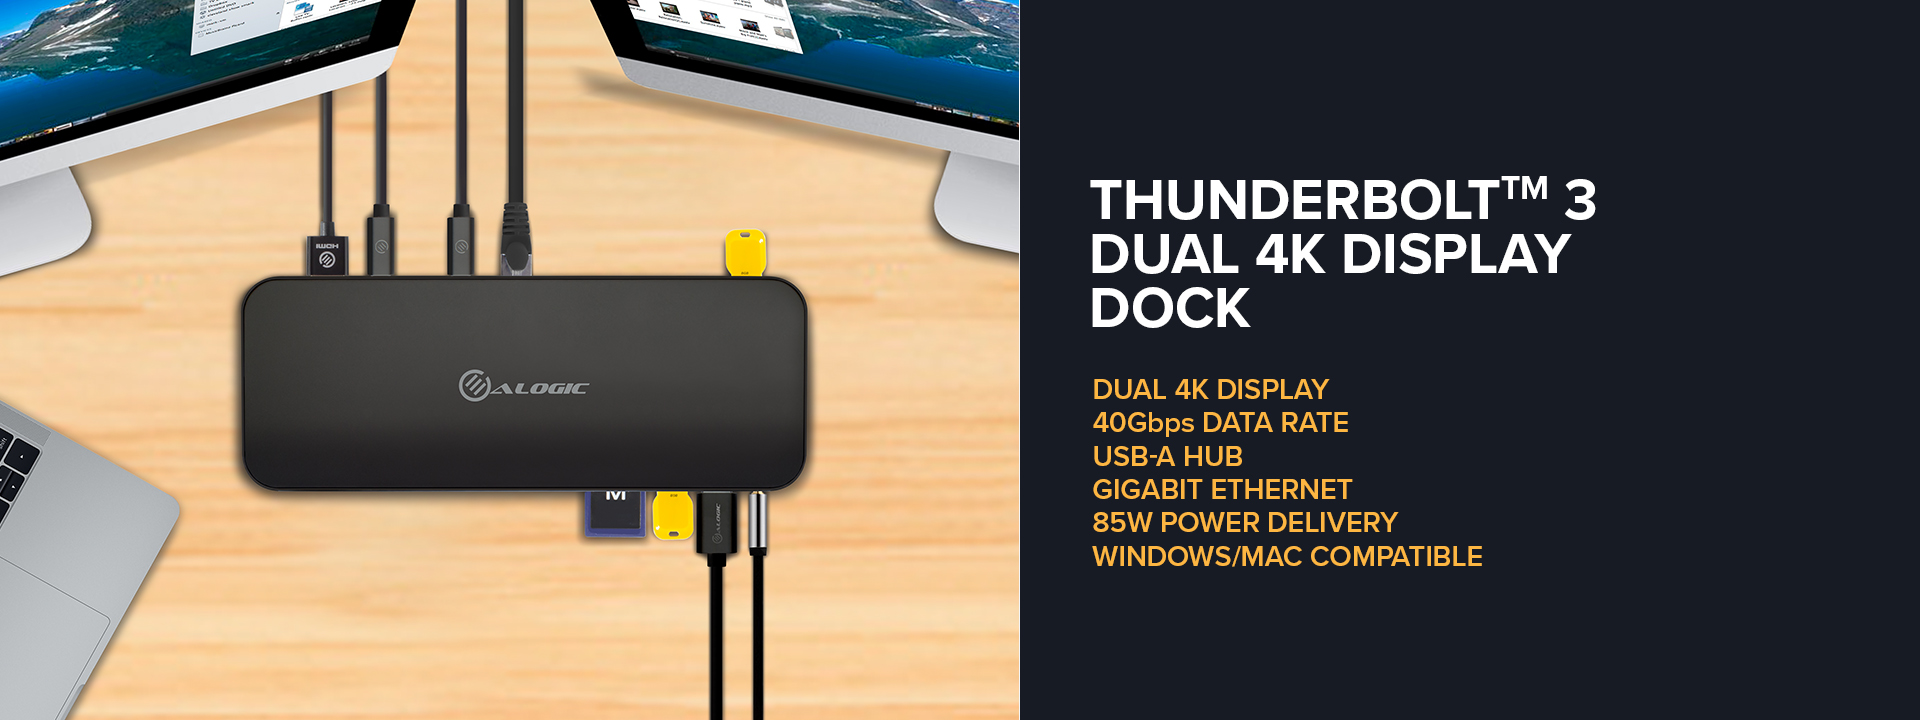 HDMI
ALOGIC
M
ALOGIC
THUNDERBOLT™ 3
DUAL 4K DISPLAY
DOCK
DUAL 4K DISPLAY
40Gbps DATA RATE
USB-A HUB
GIGABIT ETHERNET
85W POWER DELIVERY
WINDOWS/MAC COMPATIBLE